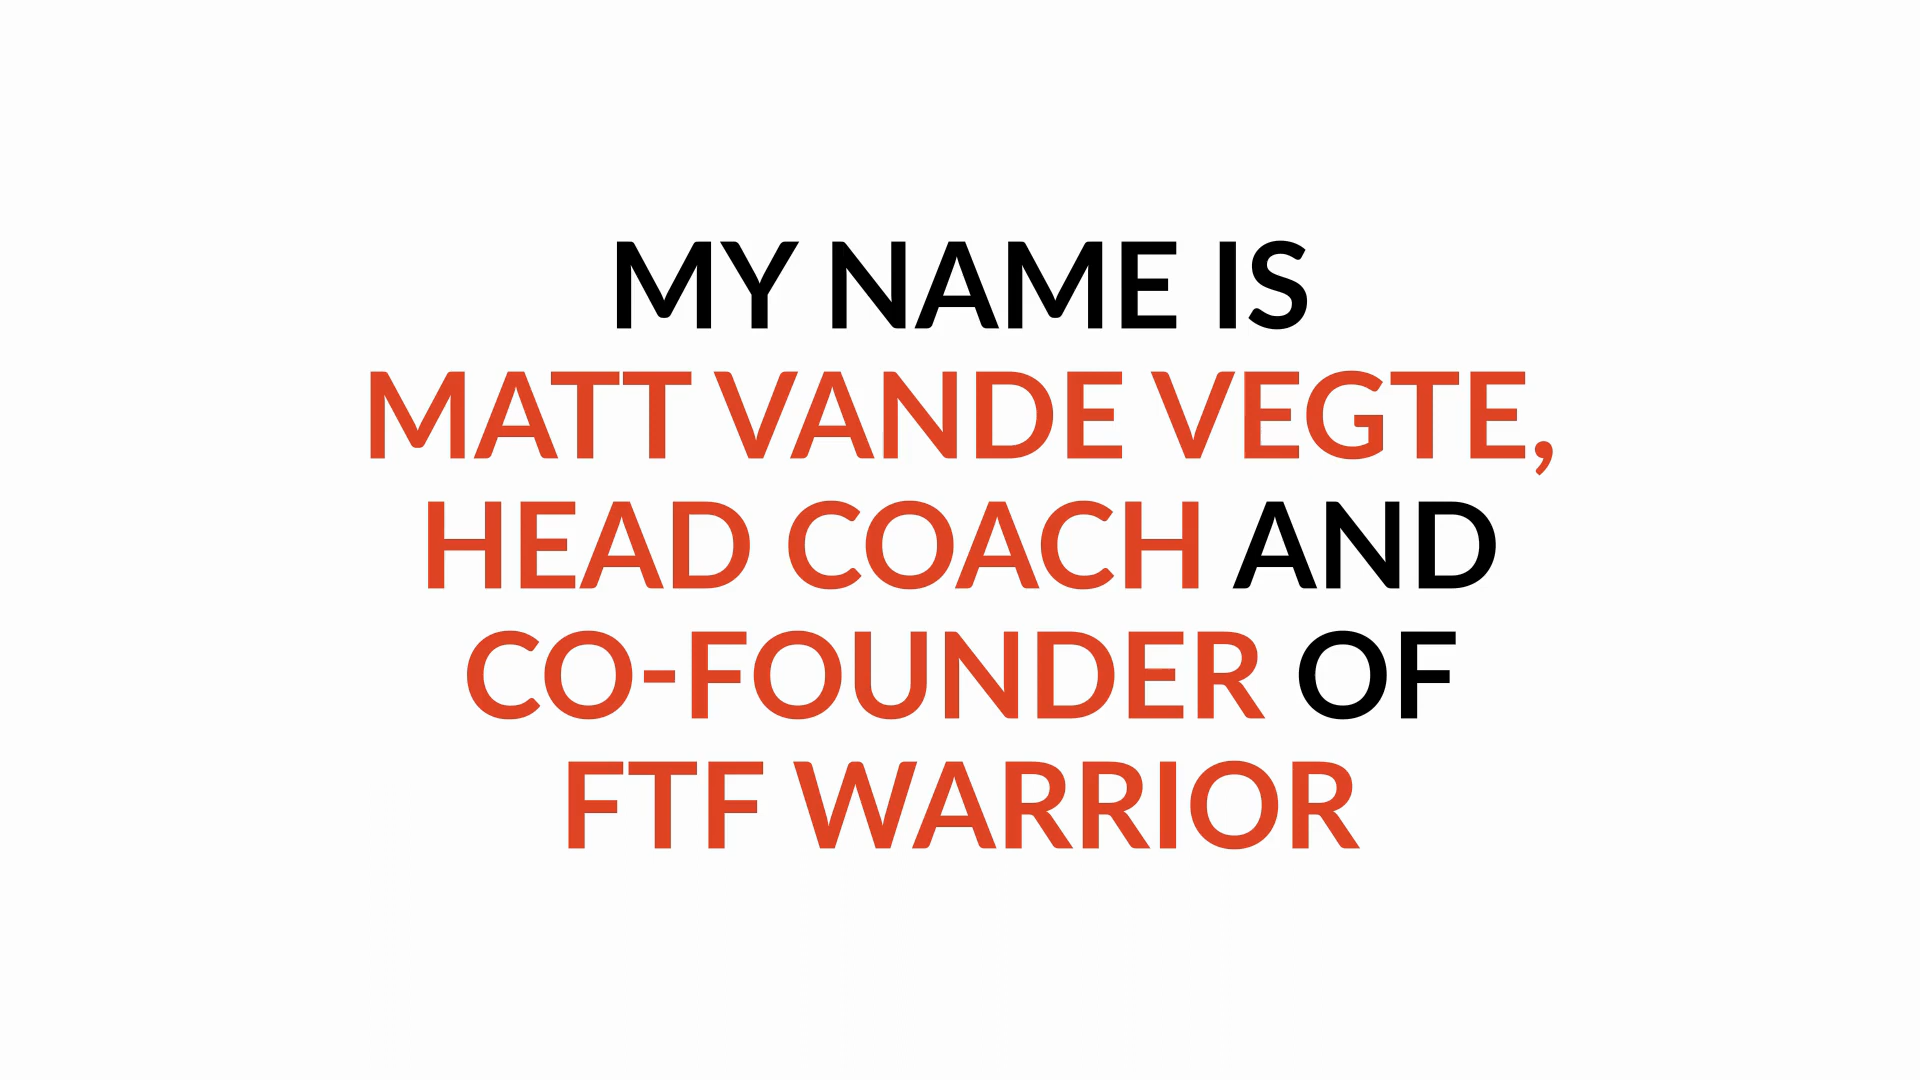 MY NAME IS
MATT VANDE VEGTE,
HEAD COACH AND
CO-FOUNDER OF
FTF WARRIOR